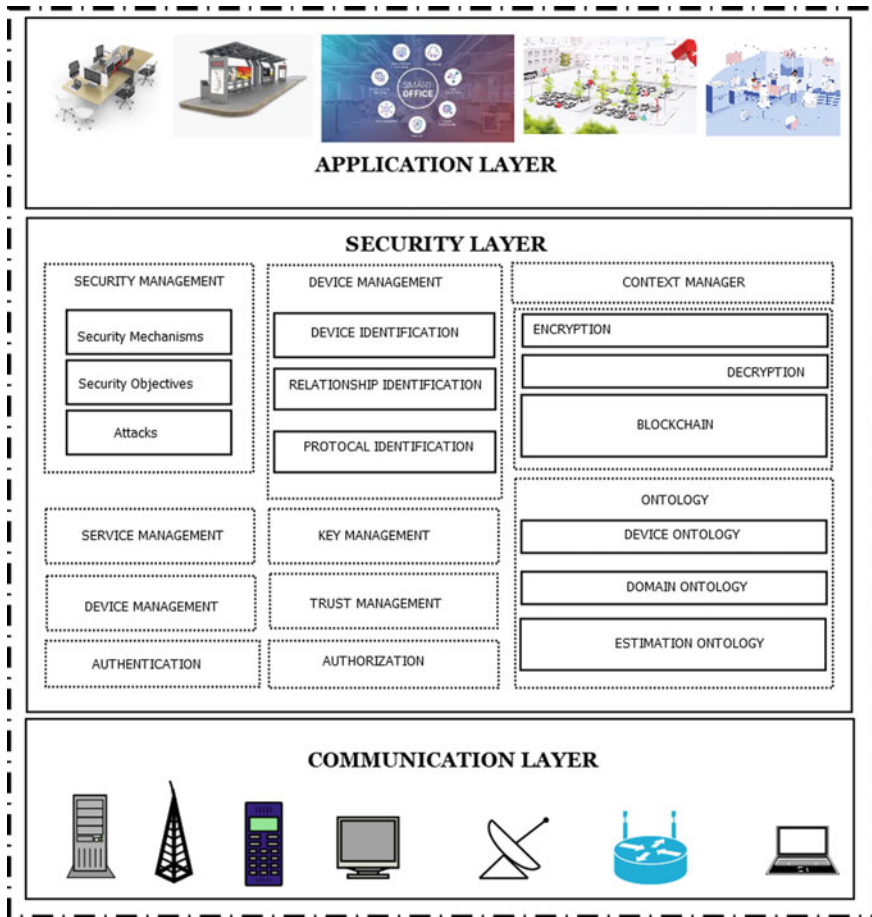 SMART
OFFICE
APPLICATION LAYER
SECURITY LAYER
SECURITY MANAGEMENT
Security Mechanisms
Security Objectives
Attacks
DEVICE MANAGEMENT
DEVICE IDENTIFICATION
RELATIONSHIP IDENTIFICATION
PROTOCAL IDENTIFICATION
CONTEXT MANAGER
ENCRYPTION
DECRYPTION
BLOCKCHAIN
SERVICE MANAGEMENT
KEY MANAGEMENT
DEVICE MANAGEMENT
TRUST MANAGEMENT
AUTHENTICATION
AUTHORIZATION
ONTOLOGY
DEVICE ONTOLOGY
DOMAIN ONTOLOGY
ESTIMATION ONTOLOGY
COMMUNICATION LAYER